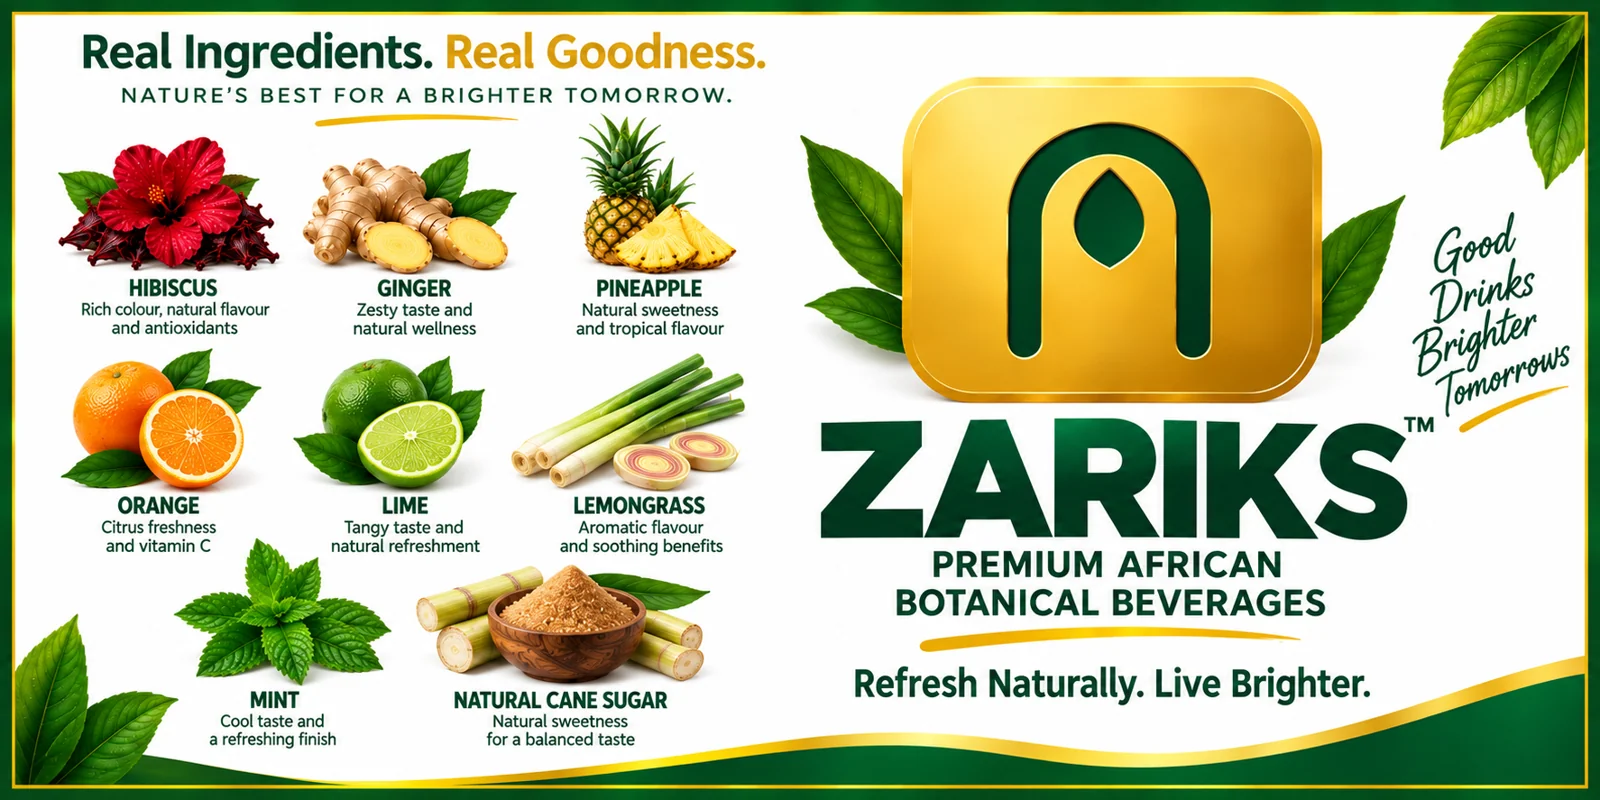 Real Ingredients. Real Goodness.
NATURE'S BEST FOR A BRIGHTER TOMORROW.
HIBISCUS
Rich colour, natural flavour
and antioxidants
GINGER
Zesty taste and
natural wellness
PINEAPPLE
Natural sweetness
and tropical flavour
ORANGE
Citrus freshness
and vitamin C
LIME
Tangy taste and
natural refreshment
LEMONGRASS
Aromatic flavour
and soothing benefits
MINT
Cool taste and
a refreshing finish
NATURAL CANE SUGAR
Natural sweetness
for a balanced taste
Good
Drinks
Brighter
Tomorrows
ZARIKS™
PREMIUM AFRICAN
BOTANICAL BEVERAGES
Refresh Naturally. Live Brighter.